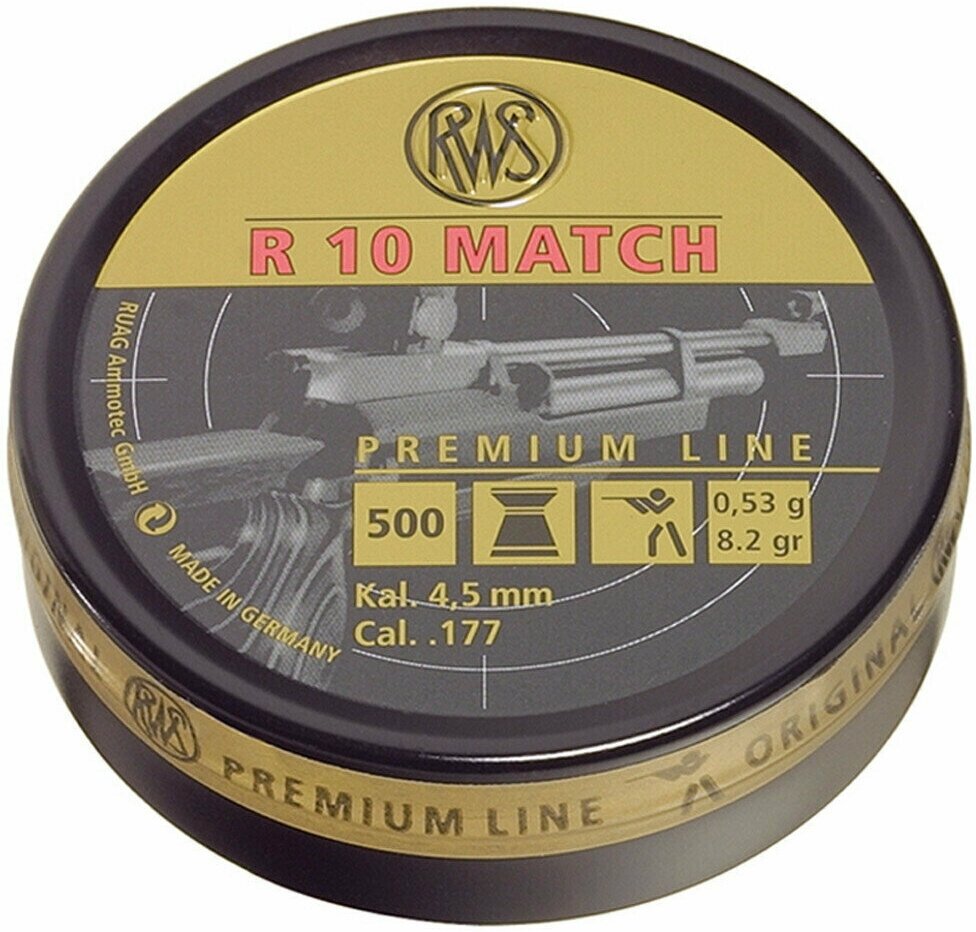 RWS
R 10 MATCH
PREMIUM LINE
500
0,53 g
8.2 gr
Kal. 4,5 mm
Cal. .177
RUAG Ammotec GmbH
MADE IN GERMANY
RWS
PREMIUM LINE
ORIGINAL